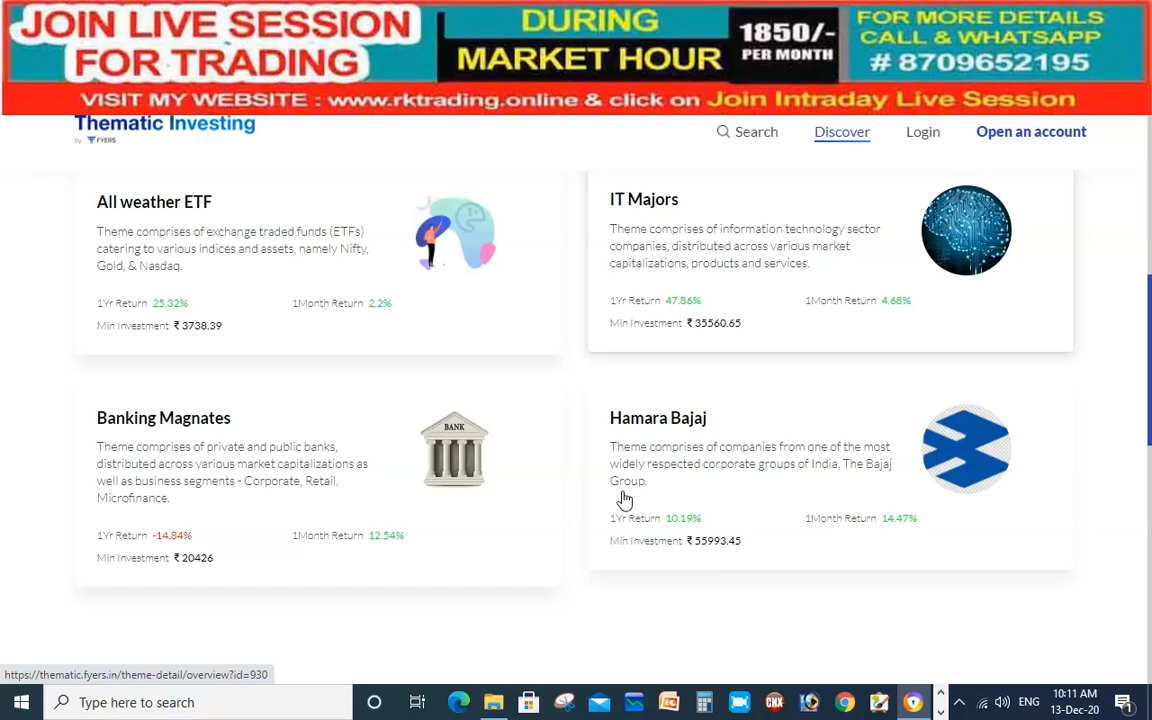 JOIN LIVE SESSION
FOR TRADING
DURING
MARKET HOUR
1850/-
PER MONTH
FOR MORE DETAILS
CALL & WHATSAPP
# 8709652195
VISIT MY WEBSITE : www.rktrading.online & click on Join Intraday Live Session
Thematic Investing
by FYERS
Search
Discover
Login
Open an account
All weather ETF
Theme comprises of exchange traded funds (ETFs)
catering to various indices and assets, namely Nifty,
Gold, & Nasdaq.
1Yr Return 25.32%
1Month Return 2.2%
Min Investment ₹ 3738.39
IT Majors
Theme comprises of information technology sector
companies, distributed across various market
capitalizations, products and services.
1Yr Return 47.86%
1Month Return 4.68%
Min Investment ₹ 35560.65
Banking Magnates
Theme comprises of private and public banks,
distributed across various market capitalizations as
well as business segments - Corporate, Retail,
Microfinance.
1Yr Return -14.84%
1Month Return 12.54%
Min Investment ₹ 20426
BANK
Hamara Bajaj
Theme comprises of companies from one of the most
widely respected corporate groups of India, The Bajaj
Group.
1Yr Return 10.19%
1Month Return 14.47%
Min Investment ₹ 55993.45
https://thematic.fyers.in/theme-detail/overview?id=930
Type here to search
CNX
ENG
10:11 AM
13-Dec-20
1